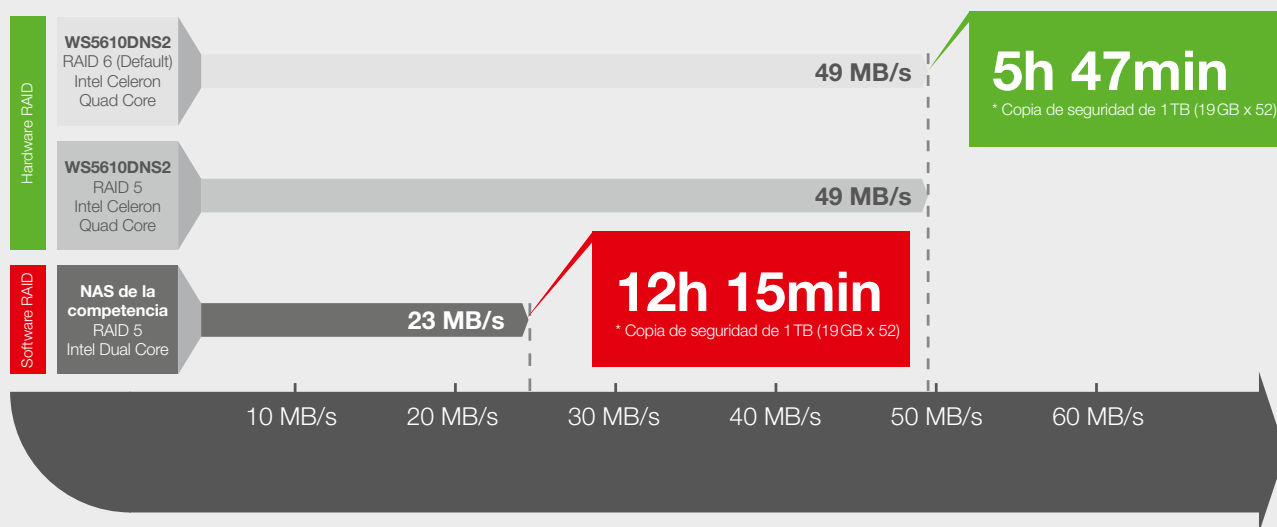 Hardware RAID
WS5610DNS2
RAID 6 (Default)
Intel Celeron
Quad Core
49 MB/s
5h 47min
* Copia de seguridad de 1 TB (19 GB x 52)
WS5610DNS2
RAID 5
Intel Celeron
Quad Core
49 MB/s
Software RAID
NAS de la
competencia
RAID 5
Intel Dual Core
23 MB/s
12h 15min
* Copia de seguridad de 1 TB (19 GB x 52)
10 MB/s 20 MB/s 30 MB/s 40 MB/s 50 MB/s 60 MB/s